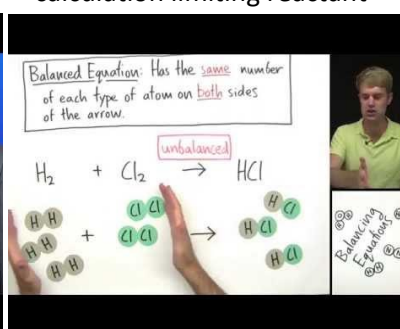 calculation limiting reactant
Balanced Equation: Has the same number
of each type of atom on both sides
of the arrow.
unbalanced
H₂ + Cl₂ → HCl
H H
H H
H H
+
Cl Cl
Cl Cl
→
H Cl
H Cl
H Cl
Balancing
Equations